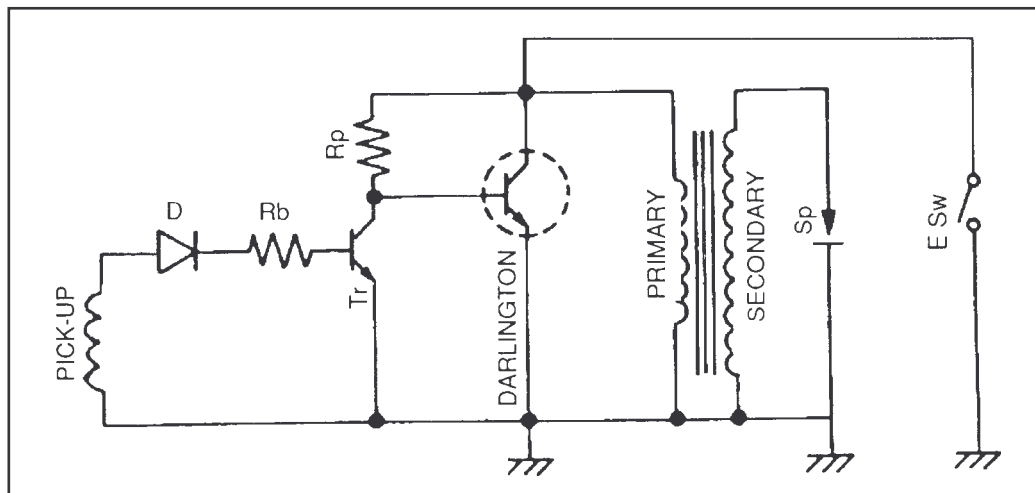 Rp
D
Rb
Tr
PICK-UP
DARLINGTON
PRIMARY
SECONDARY
Sp
E Sw